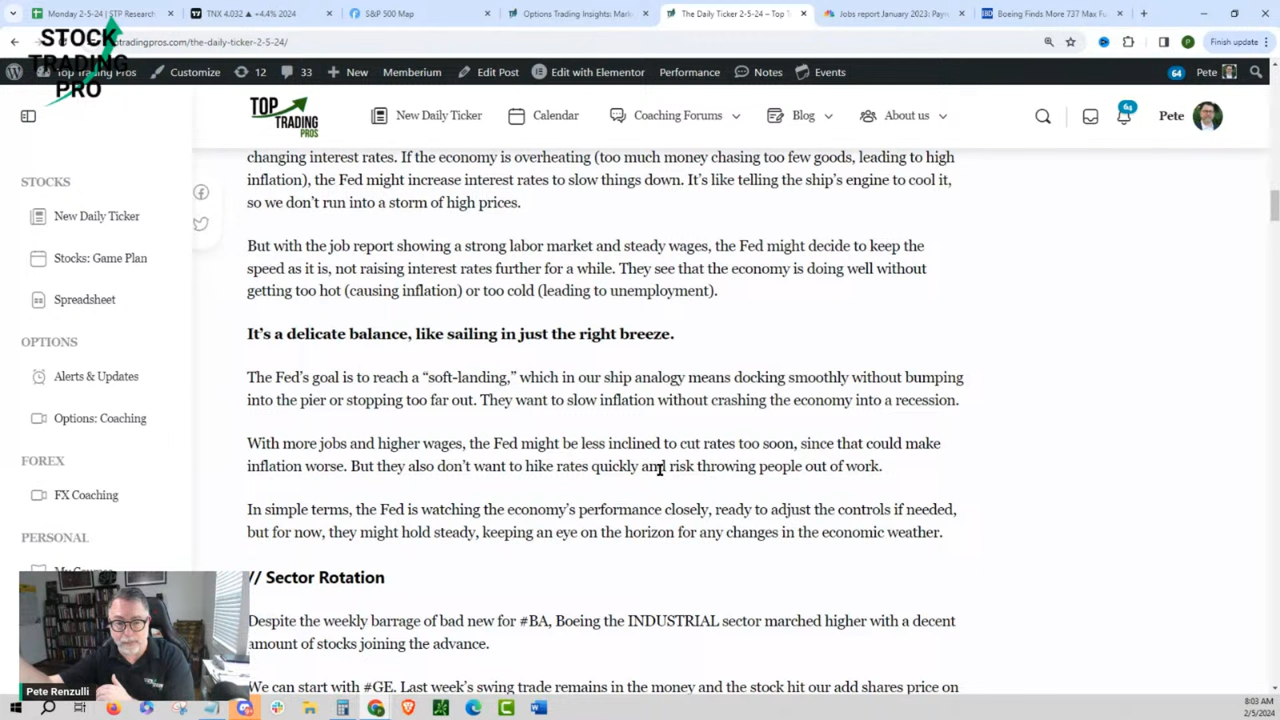 Monday 2-5-24 | STP Research
TNX 4.032 ▲ +4.4% 2024
S&P 500 Map
Options Trading Insights: Mark
The Daily Ticker 2-5-24 – Top T
Jobs report January 2023: Payro
Boeing Finds More 737 Max Fu
tradingpros.com/the-daily-ticker-2-5-24/
Finish update
STOCK
TRADING
PRO
Top Trading Pros
Customize
12
33
New
Memberium
Edit Post
Edit with Elementor
Performance
Notes
Events
64
Pete
TOP
TRADING
PROS
New Daily Ticker
Calendar
Coaching Forums
Blog
About us
64
Pete
STOCKS
New Daily Ticker
Stocks: Game Plan
Spreadsheet
OPTIONS
Alerts & Updates
Options: Coaching
FOREX
FX Coaching
PERSONAL
changing interest rates. If the economy is overheating (too much money chasing too few goods, leading to high
inflation), the Fed might increase interest rates to slow things down. It's like telling the ship's engine to cool it,
so we don't run into a storm of high prices.
But with the job report showing a strong labor market and steady wages, the Fed might decide to keep the
speed as it is, not raising interest rates further for a while. They see that the economy is doing well without
getting too hot (causing inflation) or too cold (leading to unemployment).
It's a delicate balance, like sailing in just the right breeze.
The Fed's goal is to reach a “soft-landing,” which in our ship analogy means docking smoothly without bumping
into the pier or stopping too far out. They want to slow inflation without crashing the economy into a recession.
With more jobs and higher wages, the Fed might be less inclined to cut rates too soon, since that could make
inflation worse. But they also don't want to hike rates quickly and risk throwing people out of work.
In simple terms, the Fed is watching the economy's performance closely, ready to adjust the controls if needed,
but for now, they might hold steady, keeping an eye on the horizon for any changes in the economic weather.
// Sector Rotation
Despite the weekly barrage of bad new for #BA, Boeing the INDUSTRIAL sector marched higher with a decent
amount of stocks joining the advance.
We can start with #GE. Last week's swing trade remains in the money and the stock hit our add shares price on
Pete Renzulli
8:03 AM
2/5/2024